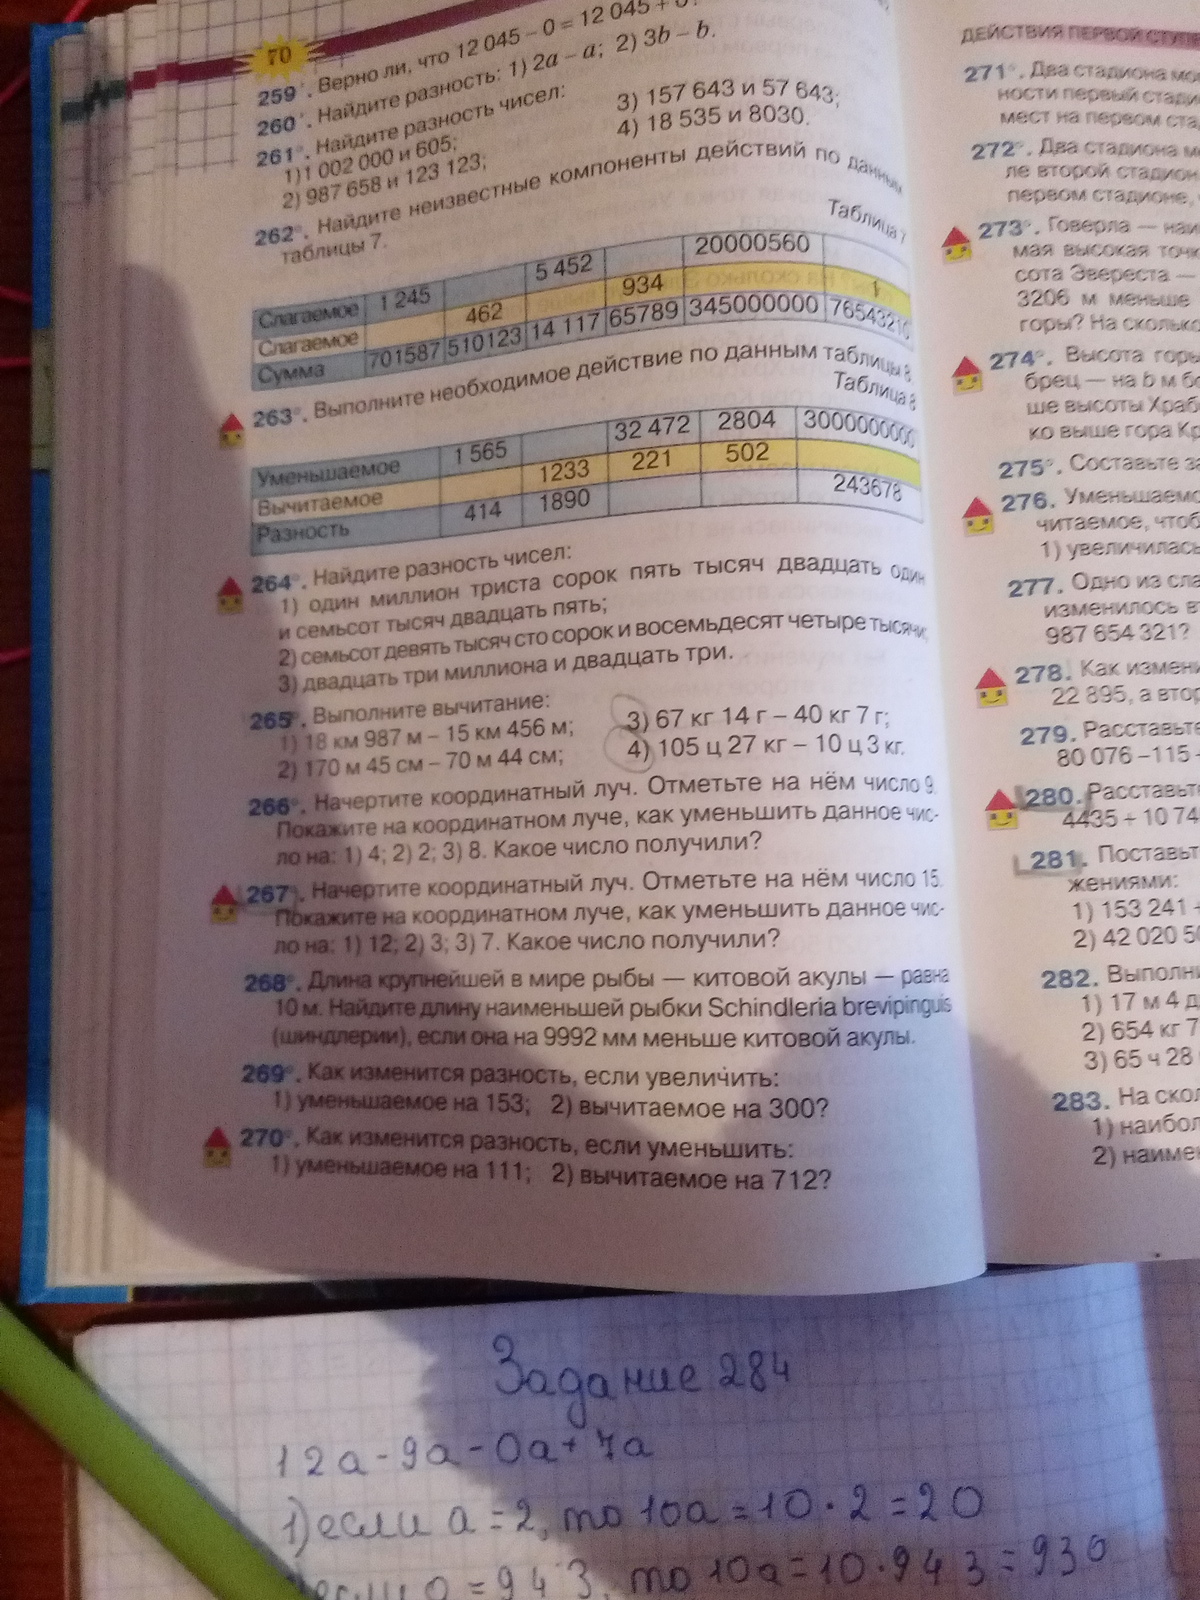 70
259°. Верно ли, что 12 045 – 0 = 12 045 + 0?
260°. Найдите разность: 1) 2a – a; 2) 3b – b.
261°. Найдите разность чисел:
1) 1 002 000 и 605;
2) 987 658 и 123 123;
3) 157 643 и 57 643;
4) 18 535 и 8030.
262°. Найдите неизвестные компоненты действий по данным
таблицы 7.
Таблица 7
Слагаемое 1 245 5 452 20000560
Слагаемое 462 934 1
Сумма 701587 510123 14 117 65789 345000000 76543210
263°. Выполните необходимое действие по данным таблицы 8.
Таблица 8
Уменьшаемое 1 565 32 472 2804 3000000000
Вычитаемое 1233 221 502
Разность 414 1890 243678
264°. Найдите разность чисел:
1) один миллион триста сорок пять тысяч двадцать один
и семьсот тысяч двадцать пять;
2) семьсот девять тысяч сто сорок и восемьдесят четыре тысячи;
3) двадцать три миллиона и двадцать три.
265°. Выполните вычитание:
1) 18 км 987 м – 15 км 456 м;
2) 170 м 45 см – 70 м 44 см;
3) 67 кг 14 г – 40 кг 7 г;
4) 105 ц 27 кг – 10 ц 3 кг.
266°. Начертите координатный луч. Отметьте на нём число 9.
Покажите на координатном луче, как уменьшить данное чис-
ло на: 1) 4; 2) 2; 3) 8. Какое число получили?
267°. Начертите координатный луч. Отметьте на нём число 15.
Покажите на координатном луче, как уменьшить данное чис-
ло на: 1) 12; 2) 3; 3) 7. Какое число получили?
268°. Длина крупнейшей в мире рыбы — китовой акулы — равна
10 м. Найдите длину наименьшей рыбки Schindleria brevipinguis
(шиндлерии), если она на 9992 мм меньше китовой акулы.
269°. Как изменится разность, если увеличить:
1) уменьшаемое на 153; 2) вычитаемое на 300?
270°. Как изменится разность, если уменьшить:
1) уменьшаемое на 111; 2) вычитаемое на 712?
ДЕЙСТВИЯ ПЕРВОЙ СТУПЕ
271°. Два стадиона мо
ности первый стади
мест на первом ста
272°. Два стадиона м
ле второй стадион
первом стадионе,
273°. Говерла — наи
мая высокая точк
сота Эвереста —
3206 м меньше
горы? На сколько
274°. Высота горы
брец — на b м бо
ше высоты Храб
ко выше гора Кр
275°. Составьте за
276°. Уменьшаемо
читаемое, чтоб
1) увеличилась
277. Одно из сла
изменилось вт
987 654 321?
278. Как измени
22 895, а втор
279. Расставьте
80 076 –115
280. Расставьте
4435 + 10 74
281. Поставьт
жениями:
1) 153 241 +
2) 42 020 50
282. Выполни
1) 17 м 4 д
2) 654 кг 7
3) 65 ч 28
283. На скол
1) наибол
2) наимен
Задание 284
12a - 9a - 0a + 7a
1) если a = 2, то 10a = 10 · 2 = 20
если a = 943, то 10a = 10 · 943 = 930